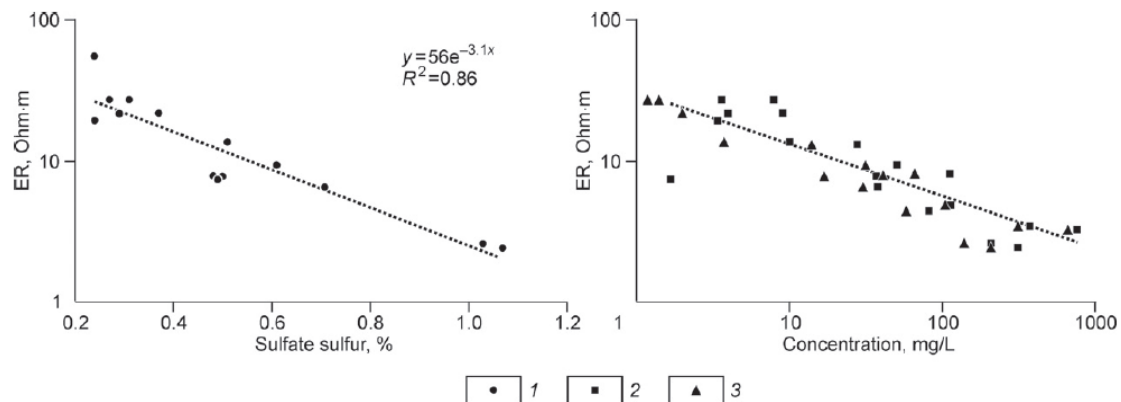 100
10
1
ER, Ohm·m
y=56e^–3.1x
R²=0.86
0.2 0.4 0.6 0.8 1.0 1.2
Sulfate sulfur, %
100
10
ER, Ohm·m
1 10 100 1000
Concentration, mg/L
1 2 3